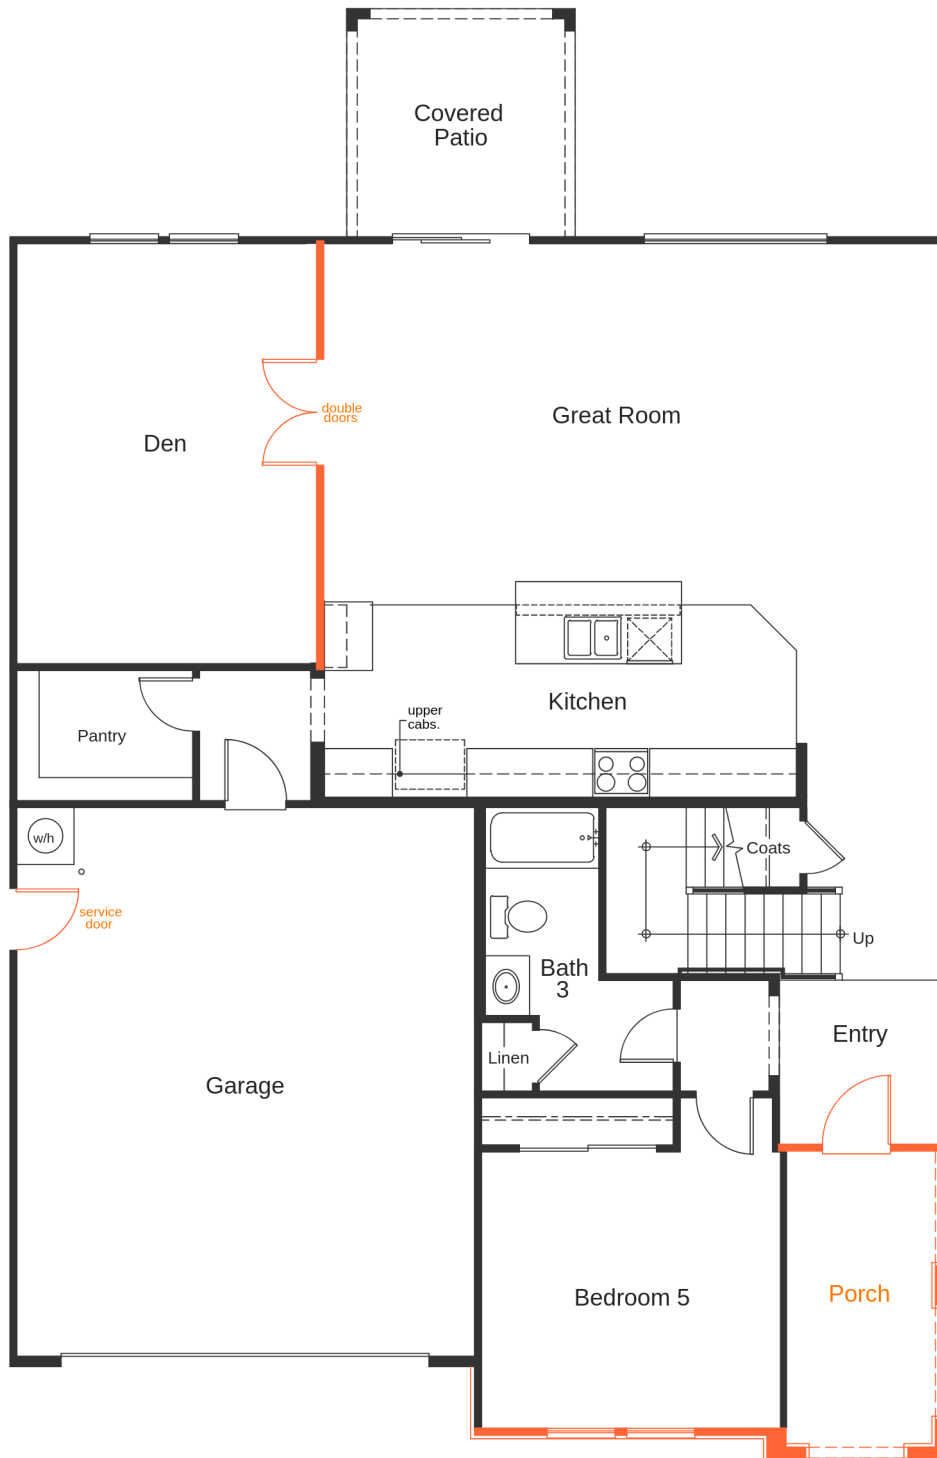 Covered
Patio
double
doors
Great Room
Den
Kitchen
upper
cabs.
Pantry
w/h
Coats
service
door
Up
Bath
3
Entry
Linen
Garage
Porch
Bedroom 5